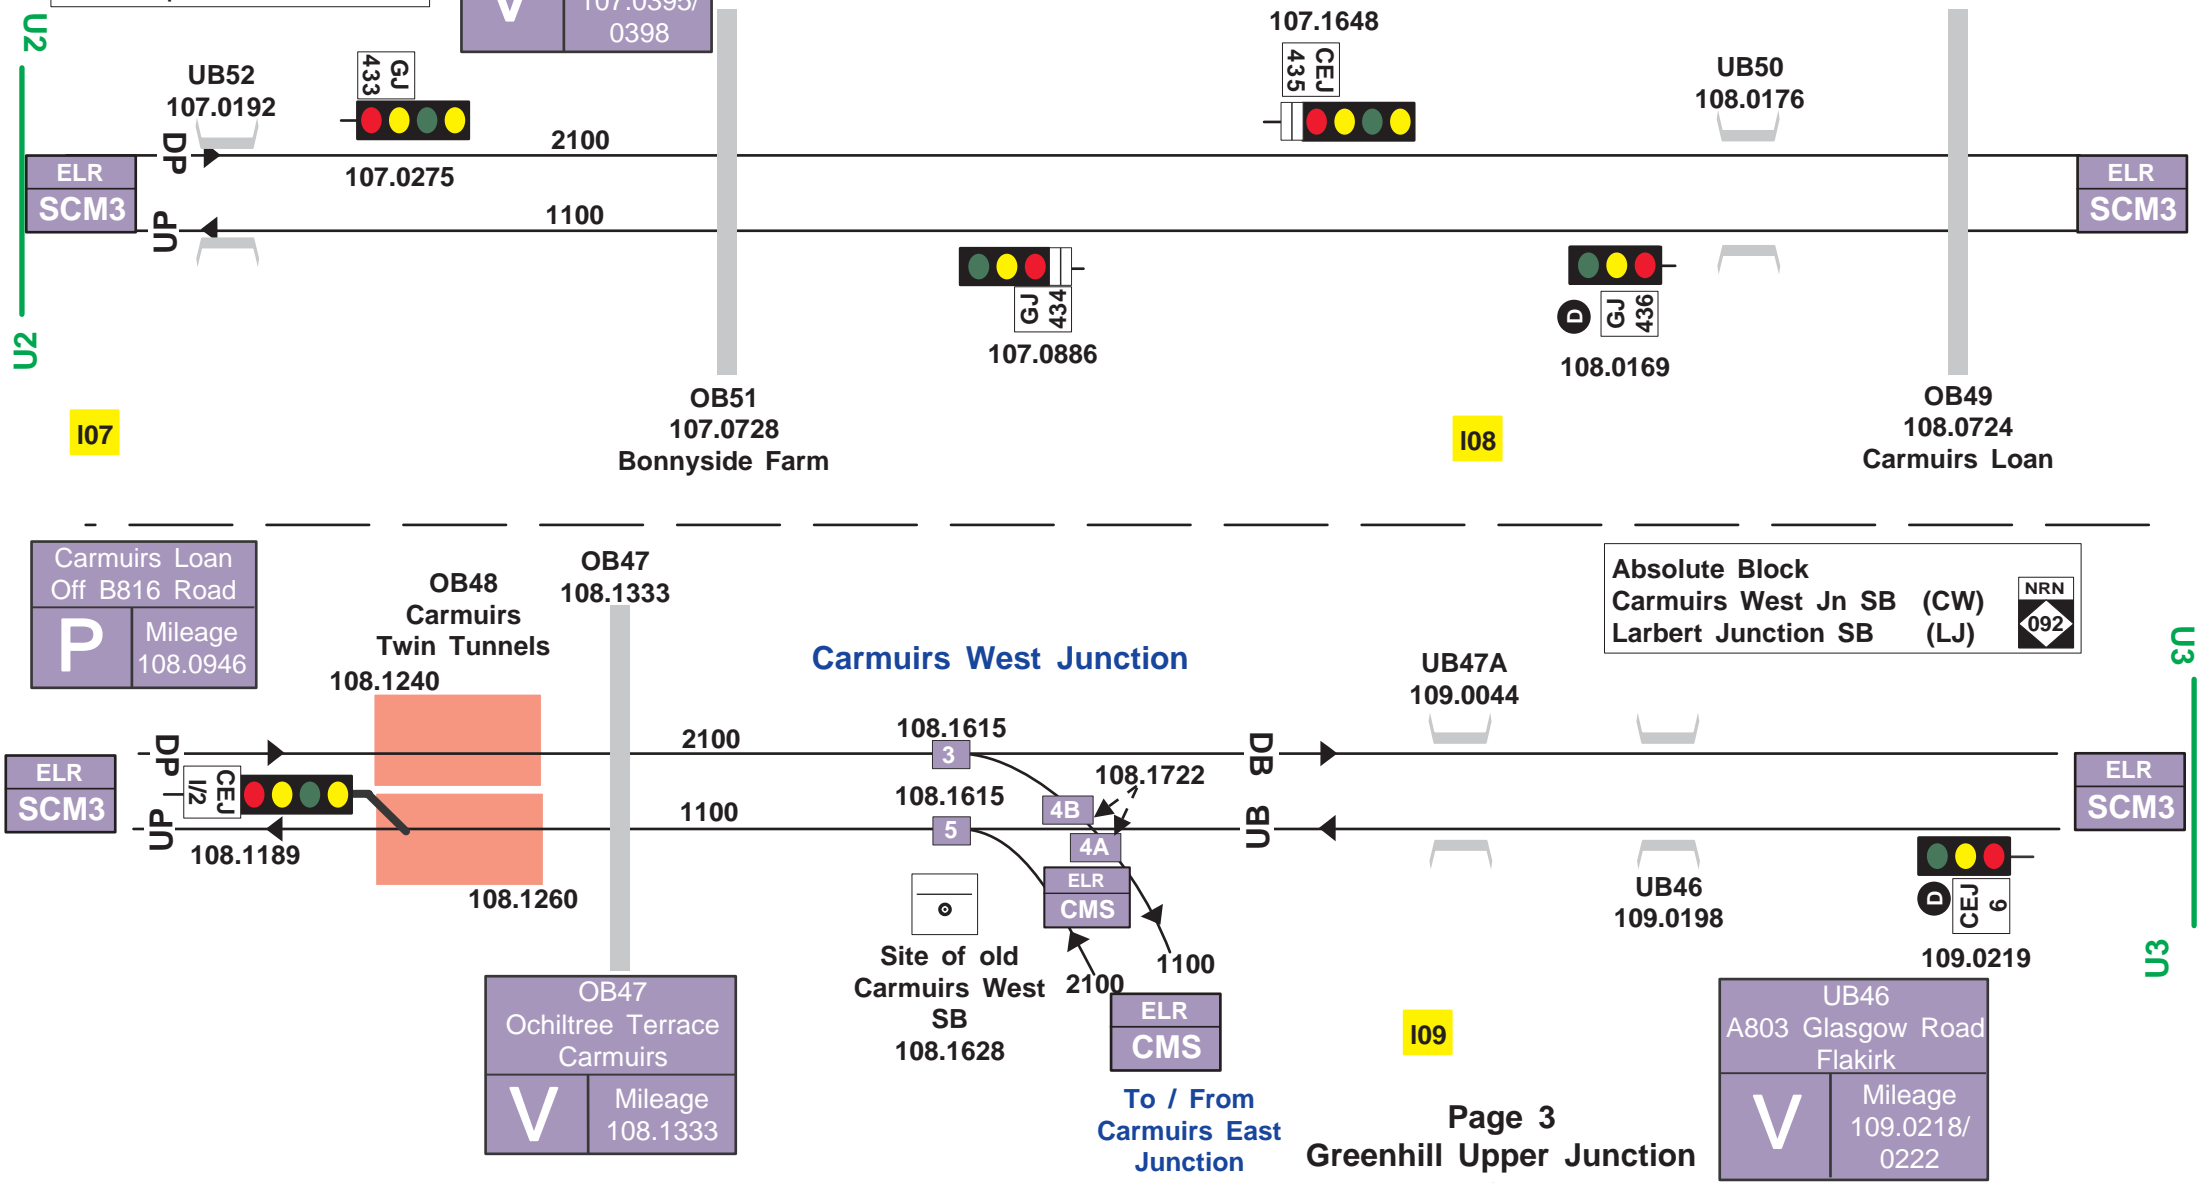 107.0395/
0398
V
U2
UB52
107.0192
GJ
433
107.0275
DP
2100
ELR
SCM3
UP
1100
107.1648
CEJ
435
UB50
108.0176
ELR
SCM3
GJ
434
107.0886
D
GJ
436
108.0169
U2
OB51
107.0728
Bonnyside Farm
OB49
108.0724
Carmuirs Loan
I07
I08
Carmuirs Loan
Off B816 Road
P
Mileage
108.0946
OB48
Carmuirs
Twin Tunnels
108.1240
OB47
108.1333
Carmuirs West Junction
Absolute Block
Carmuirs West Jn SB (CW)
Larbert Junction SB (LJ)
NRN
092
U3
UB47A
109.0044
DP
2100
108.1615
3
DB
ELR
SCM3
CEJ
I/2
108.1722
4B
108.1615
5
4A
UP
1100
UB
ELR
SCM3
108.1189
108.1260
ELR
CMS
UB46
109.0198
D
CEJ
6
109.0219
U3
Site of old
Carmuirs West
SB
108.1628
2100
1100
ELR
CMS
To / From
Carmuirs East
Junction
OB47
Ochiltree Terrace
Carmuirs
V
Mileage
108.1333
I09
Page 3
Greenhill Upper Junction
UB46
A803 Glasgow Road
Flakirk
V
Mileage
109.0218/
0222